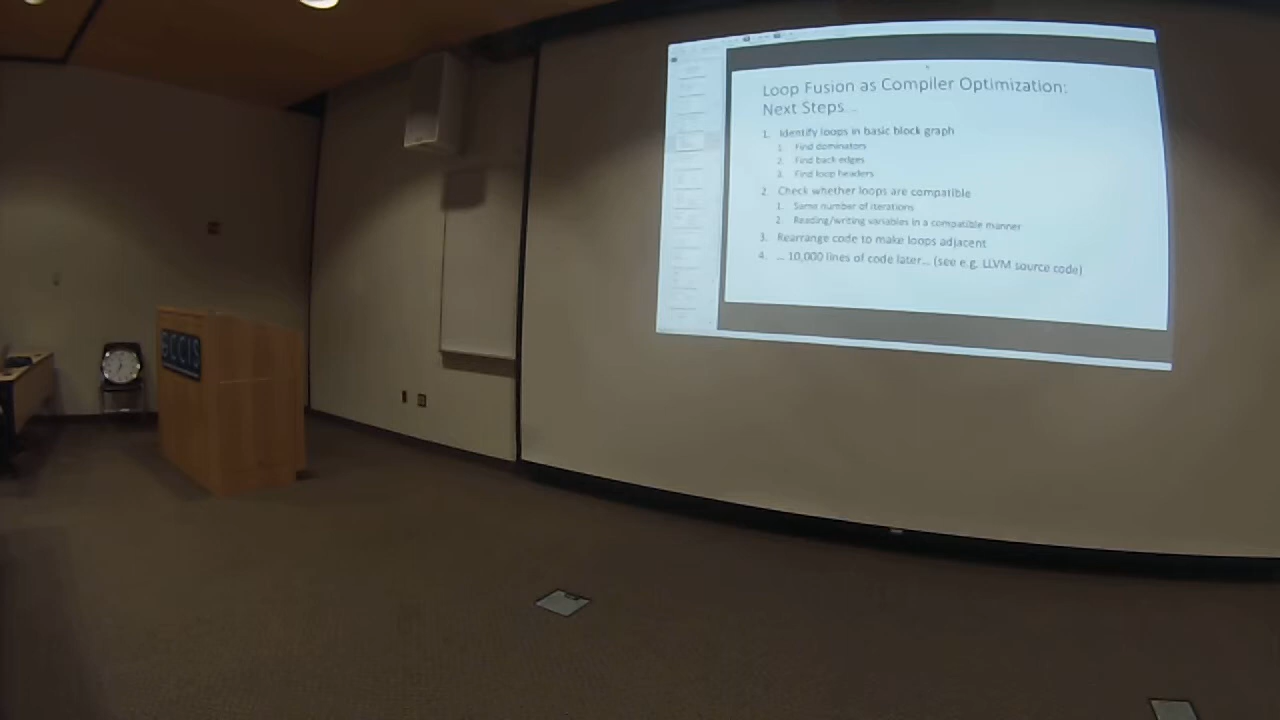 Loop Fusion as Compiler Optimization:
Next Steps...
1. Identify loops in basic block graph
1. Find dominators
2. Find back edges
3. Find loop headers
2. Check whether loops are compatible
1. Same number of iterations
2. Reading/writing variables in a compatible manner
3. Rearrange code to make loops adjacent
4. ... 10,000 lines of code later... (see e.g. LLVM source code)
CCIS